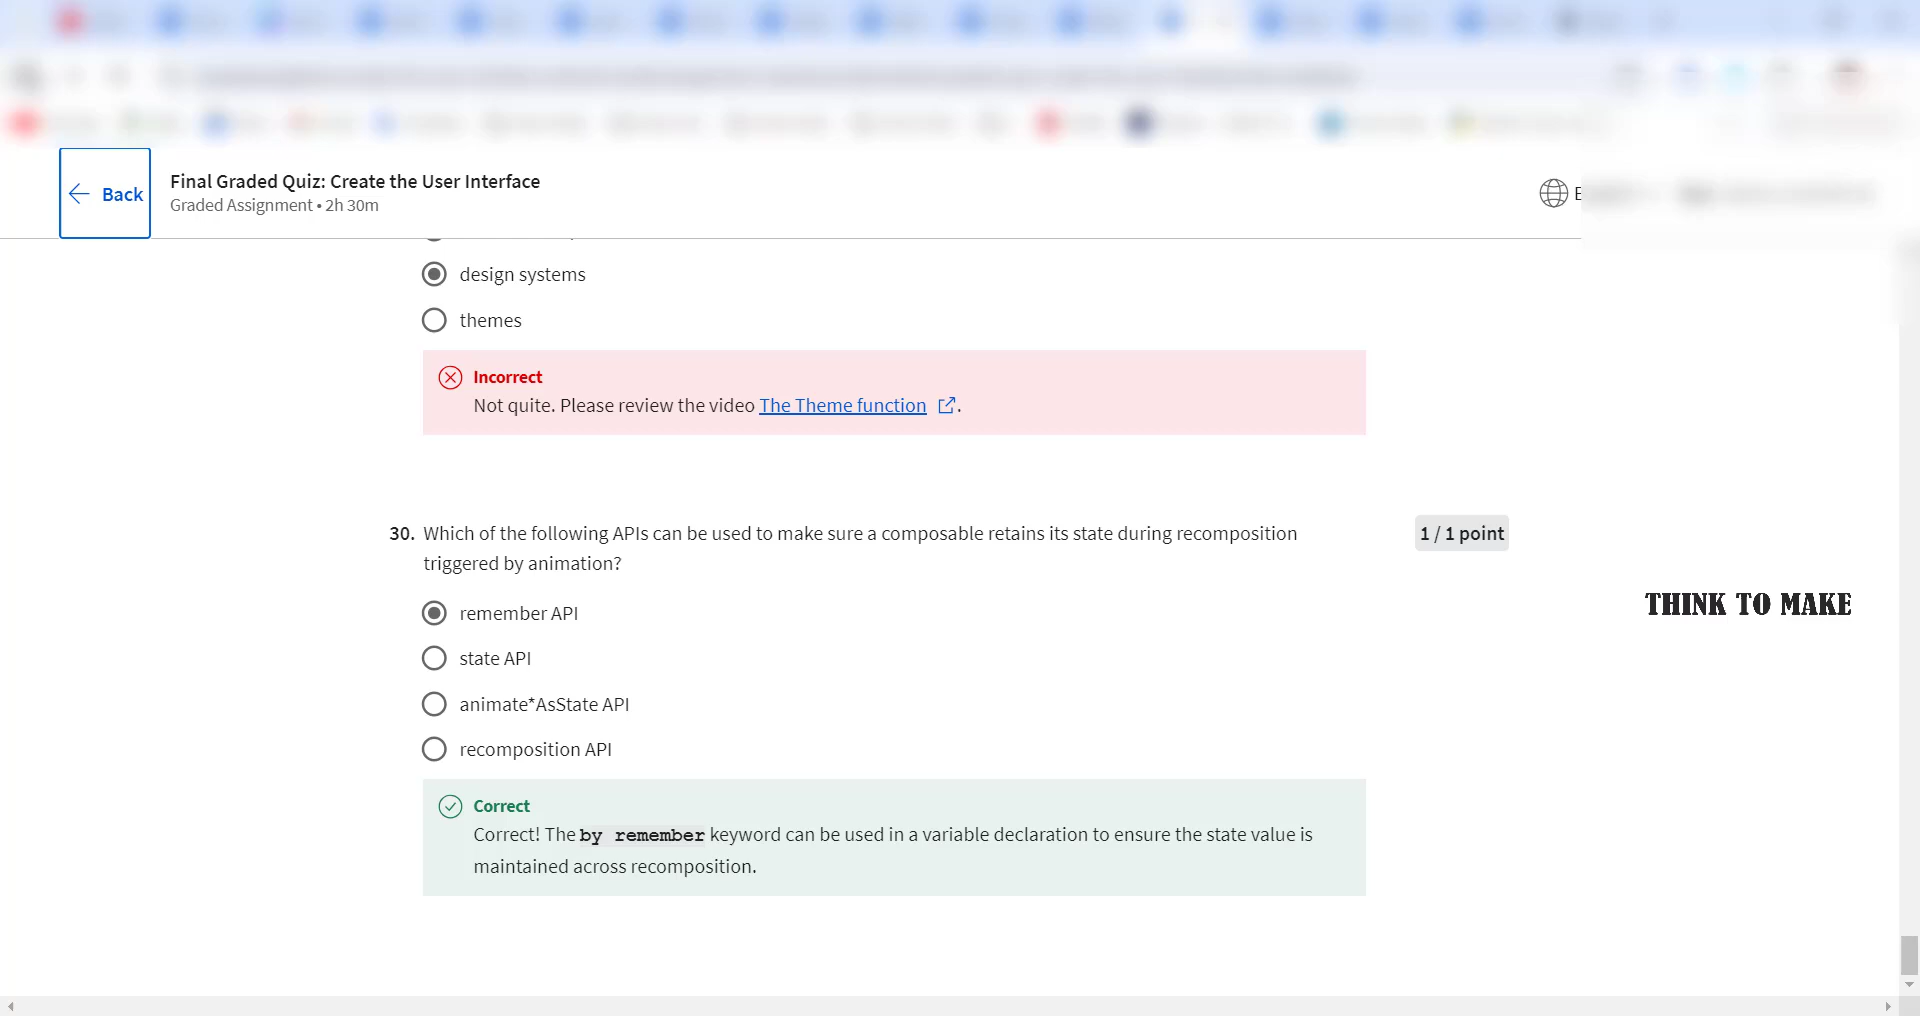 Back
Final Graded Quiz: Create the User Interface
Graded Assignment • 2h 30m
design systems
themes
Incorrect
Not quite. Please review the video The Theme function.
30. Which of the following APIs can be used to make sure a composable retains its state during recomposition
triggered by animation?
1 / 1 point
remember API
THINK TO MAKE
state API
animate*AsState API
recomposition API
Correct
Correct! The by remember keyword can be used in a variable declaration to ensure the state value is
maintained across recomposition.